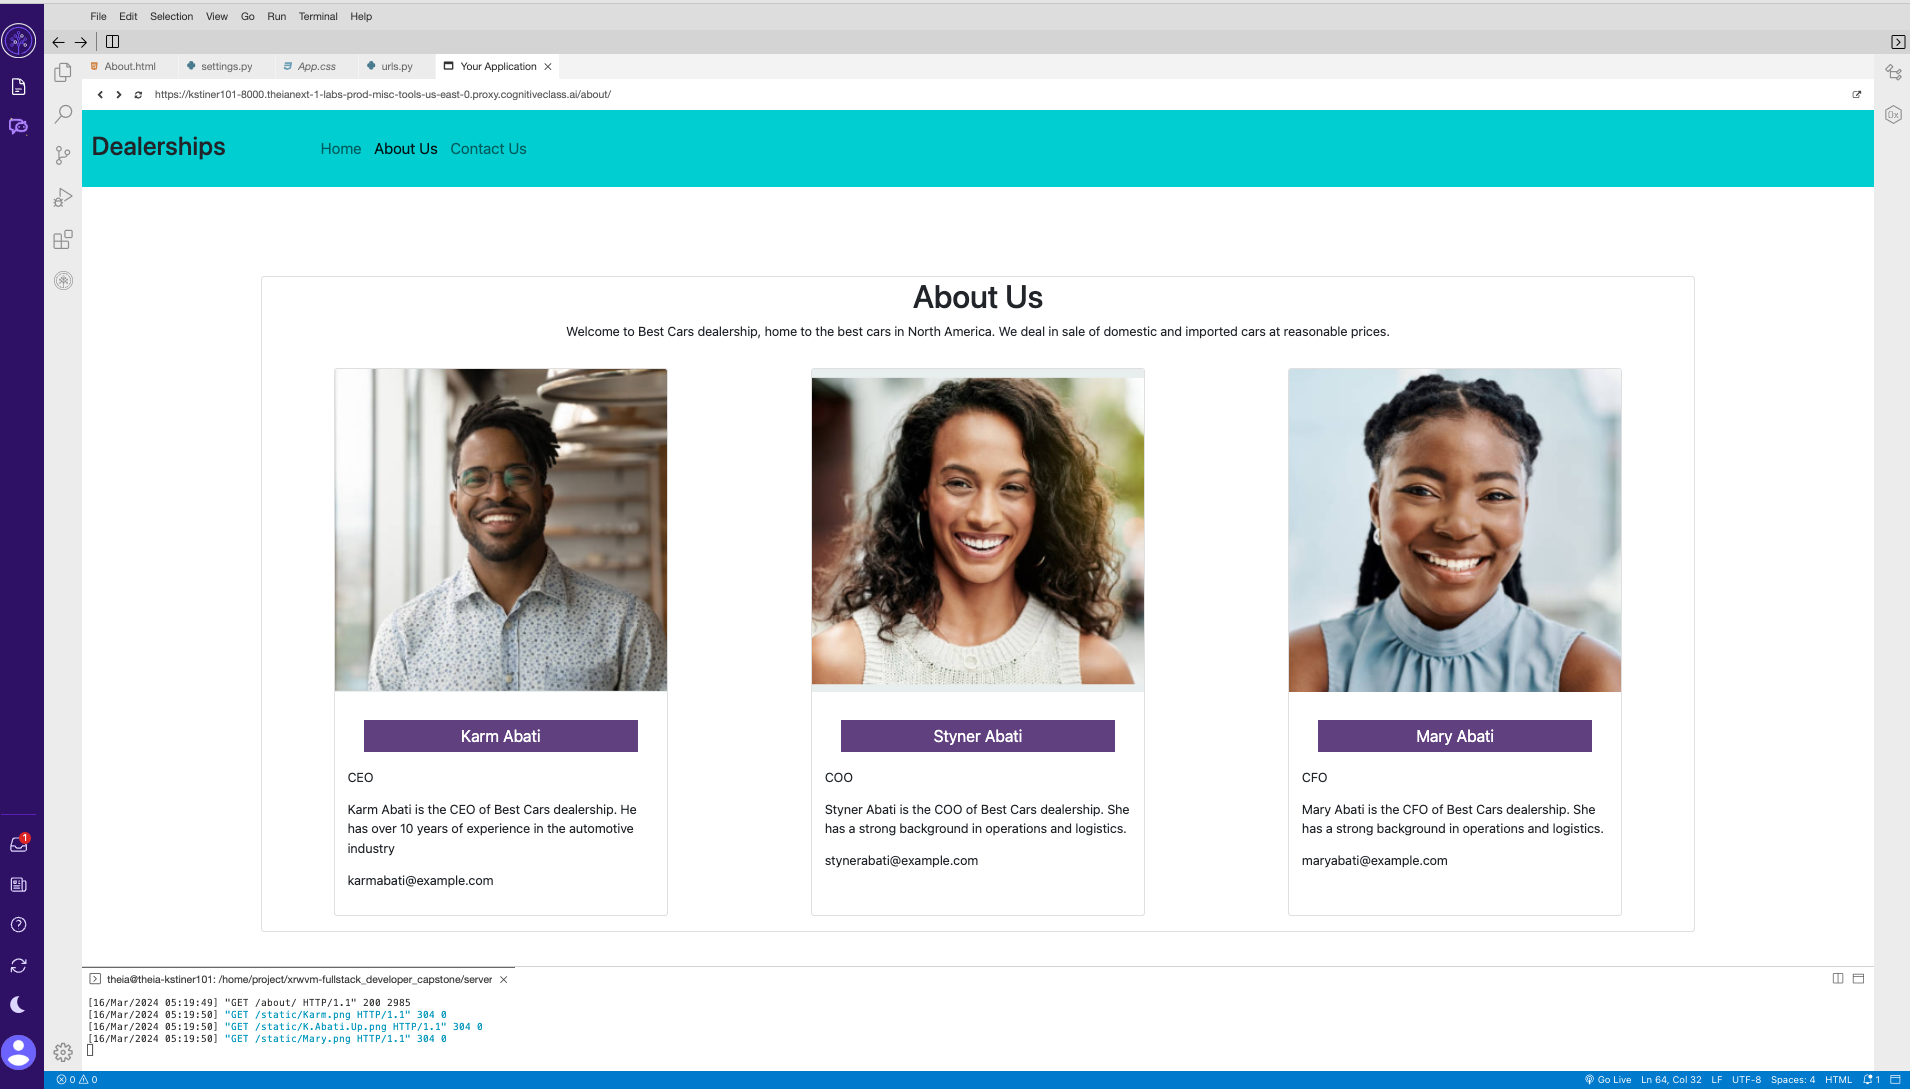 File Edit Selection View Go Run Terminal Help
About.html settings.py App.css urls.py Your Application
https://kstiner101-8000.theianext-1-labs-prod-misc-tools-us-east-0.proxy.cognitiveclass.ai/about/
Dealerships Home About Us Contact Us
About Us
Welcome to Best Cars dealership, home to the best cars in North America. We deal in sale of domestic and imported cars at reasonable prices.
Karm Abati
CEO
Karm Abati is the CEO of Best Cars dealership. He
has over 10 years of experience in the automotive
industry
karmabati@example.com
Styner Abati
COO
Styner Abati is the COO of Best Cars dealership. She
has a strong background in operations and logistics.
stynerabati@example.com
Mary Abati
CFO
Mary Abati is the CFO of Best Cars dealership. She
has a strong background in operations and logistics.
maryabati@example.com
1
theia@theia-kstiner101: /home/project/xrwvm-fullstack_developer_capstone/server
[16/Mar/2024 05:19:49] "GET /about/ HTTP/1.1" 200 2985
[16/Mar/2024 05:19:50] "GET /static/Karm.png HTTP/1.1" 304 0
[16/Mar/2024 05:19:50] "GET /static/K.Abati.Up.png HTTP/1.1" 304 0
[16/Mar/2024 05:19:50] "GET /static/Mary.png HTTP/1.1" 304 0
0 0 Go Live Ln 64, Col 32 LF UTF-8 Spaces: 4 HTML 1